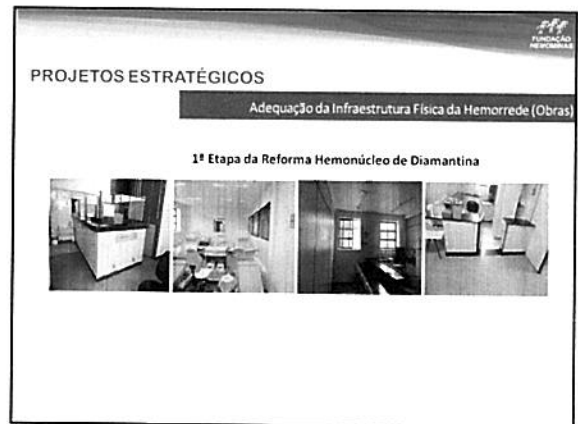 FUNDAÇÃO
HEMOMINAS
PROJETOS ESTRATÉGICOS
Adequação da Infraestrutura Física da Hemorrede (Obras)
1ª Etapa da Reforma Hemonúcleo de Diamantina